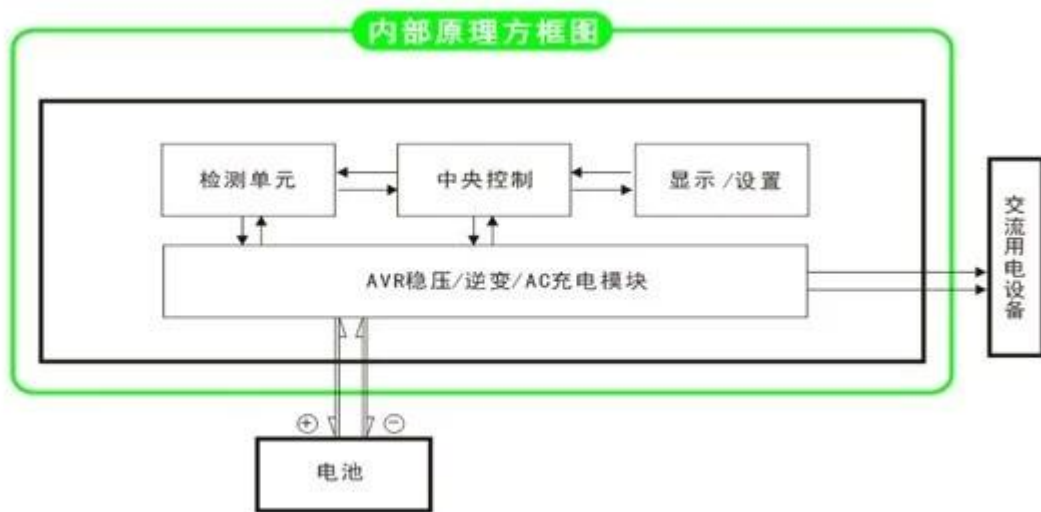 内部原理方框图
检测单元
中央控制
显示/设置
AVR稳压/逆变/AC充电模块
交流用电设备
+
−
电池